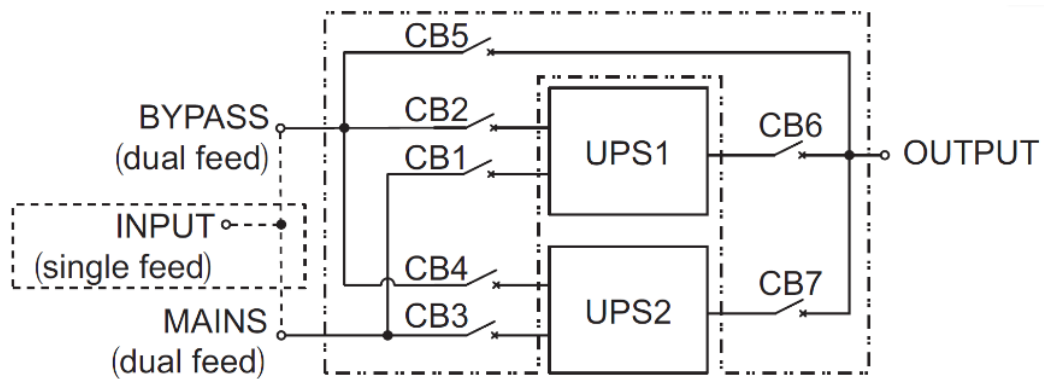 CB5
BYPASS
(dual feed)
CB2
CB1
UPS1
CB6
OUTPUT
INPUT
(single feed)
CB4
CB3
UPS2
CB7
MAINS
(dual feed)